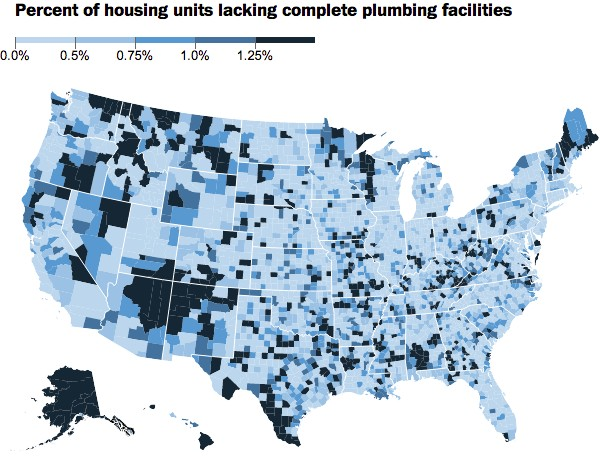 Percent of housing units lacking complete plumbing facilities
0.0% 0.5% 0.75% 1.0% 1.25%